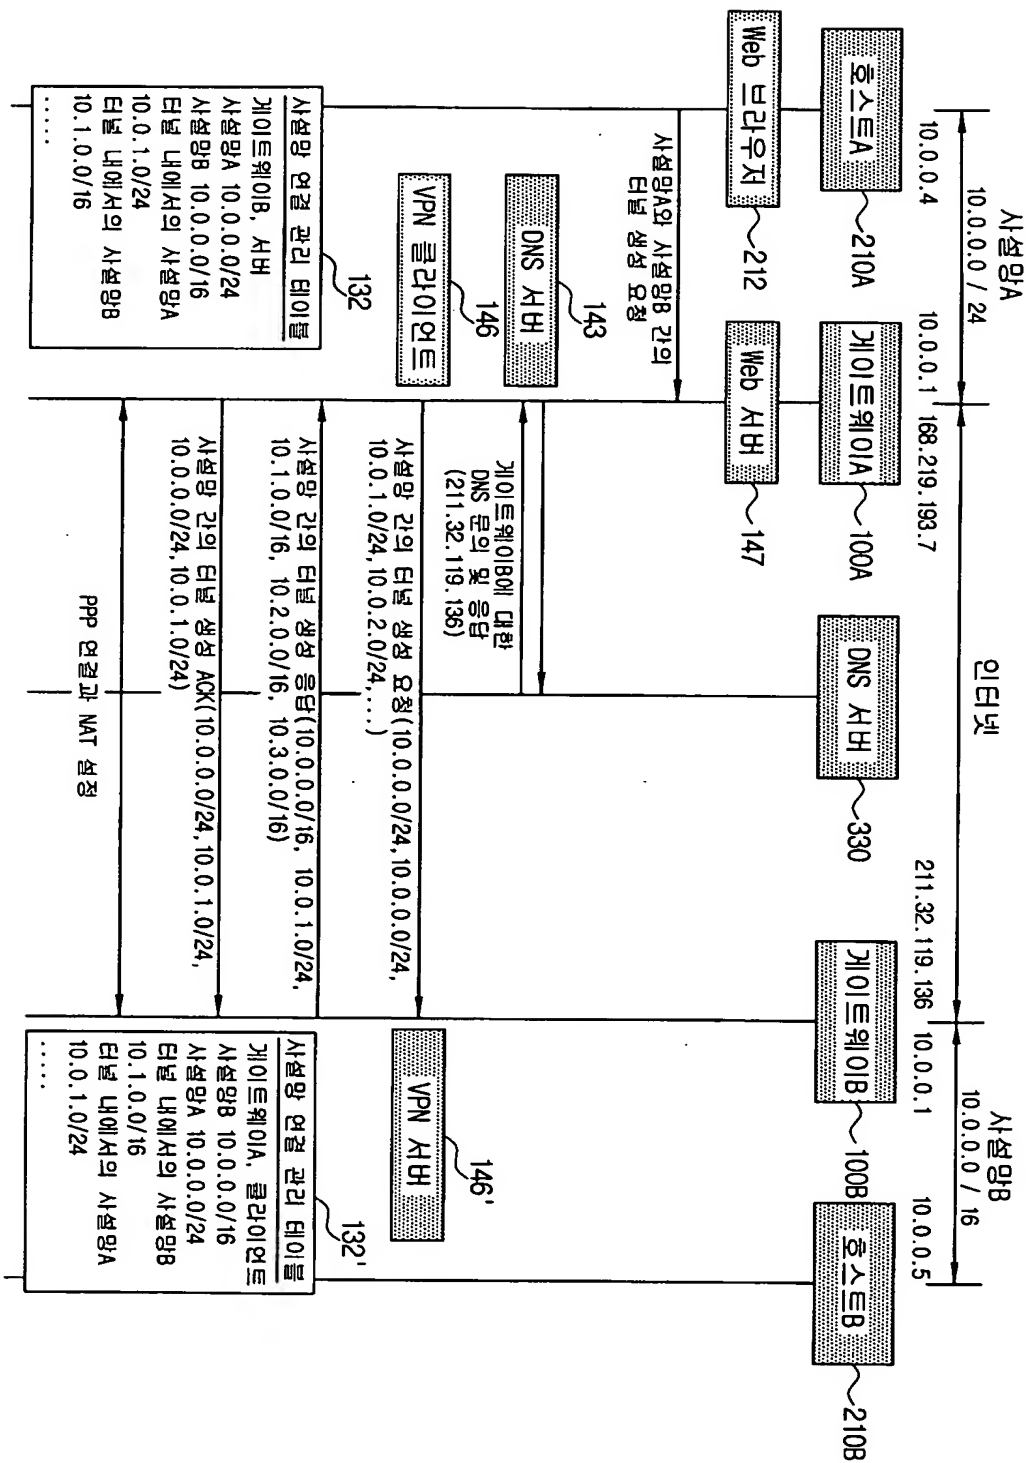 사설망A
10.0.0.0 / 24
인터넷
사설망B
10.0.0.0 / 16
10.0.0.4
10.0.0.1
168.219.193.7
211.32.119.136
10.0.0.1
10.0.0.5
호스트A
210A
게이트웨이A
100A
DNS 서버
330
게이트웨이B
100B
호스트B
210B
Web 브라우저
212
Web 서버
147
사설망A와 사설망B 간의
터널 생성 요청
DNS 서버
143
게이트웨이B에 대한
DNS 문의 및 응답
(211.32.119.136)
VPN 클라이언트
146
VPN 서버
146'
사설망 간의 터널 생성 요청(10.0.0.0/24,10.0.0.0/24,
10.0.1.0/24,10.0.2.0/24,...)
사설망 간의 터널 생성 응답(10.0.0.0/16, 10.0.1.0/24,
10.1.0.0/16, 10.2.0.0/16, 10.3.0.0/16)
사설망 간의 터널 생성 ACK(10.0.0.0/24,10.0.1.0/24,
10.0.0.0/24,10.0.1.0/24)
PPP 연결과 NAT 설정
132
사설망 연결 관리 테이블
게이트웨이B, 서버
사설망A 10.0.0.0/24
사설망B 10.0.0.0/16
터널 내에서의 사설망A
10.0.1.0/24
터널 내에서의 사설망B
10.1.0.0/16
.....
132'
사설망 연결 관리 테이블
게이트웨이A, 클라이언트
사설망B 10.0.0.0/16
사설망A 10.0.0.0/24
터널 내에서의 사설망B
10.1.0.0/16
터널 내에서의 사설망A
10.0.1.0/24
.....